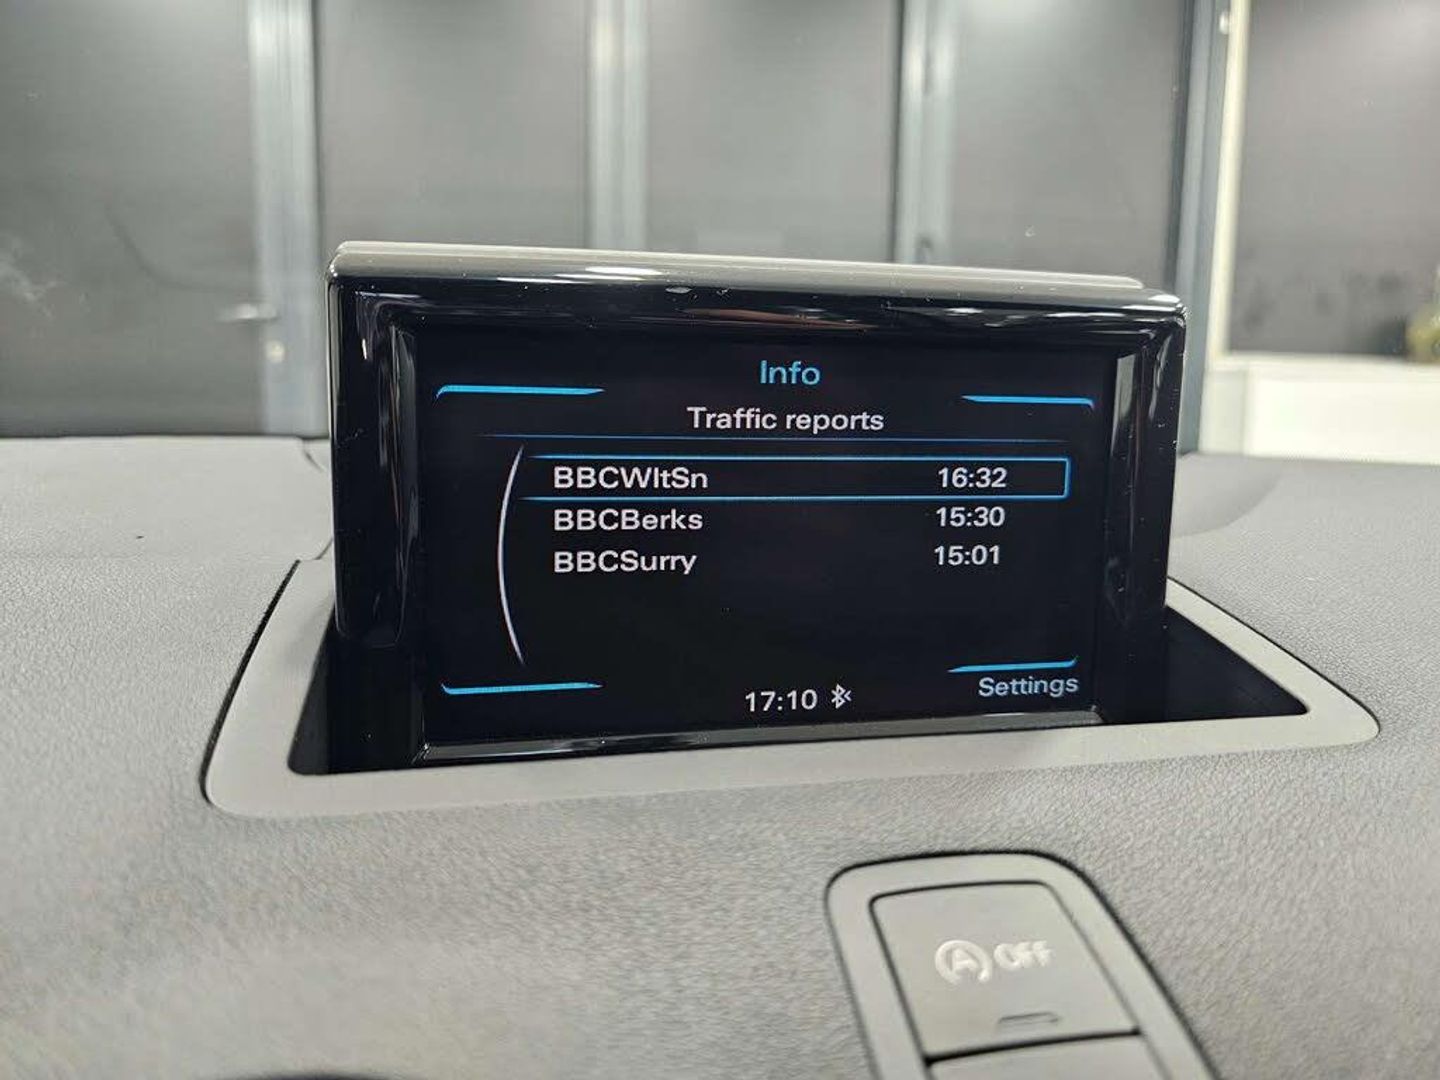 Info
Traffic reports
BBCWltSn 16:32
BBCBerks 15:30
BBCSurry 15:01
17:10
Settings
A OFF